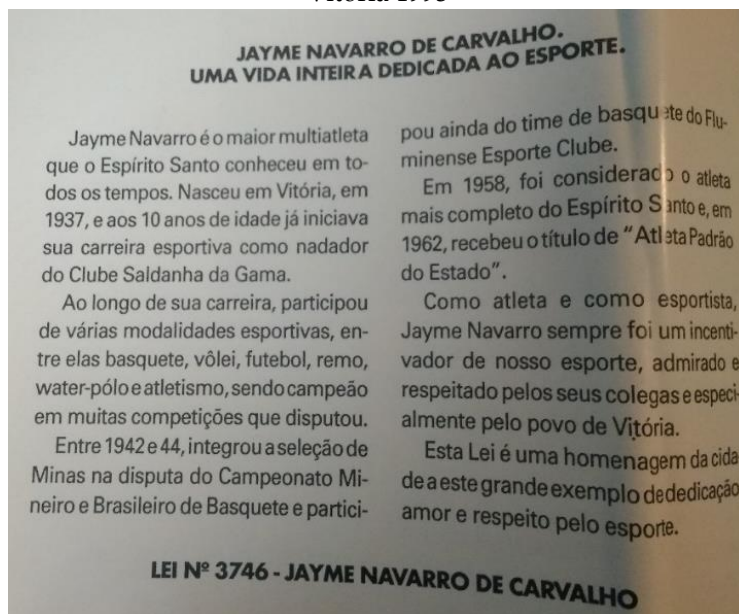 JAYME NAVARRO DE CARVALHO.
UMA VIDA INTEIRA DEDICADA AO ESPORTE.
Jayme Navarro é o maior multiatleta
que o Espírito Santo conheceu em to-
dos os tempos. Nasceu em Vitória, em
1937, e aos 10 anos de idade já iniciava
sua carreira esportiva como nadador
do Clube Saldanha da Gama.
Ao longo de sua carreira, participou
de várias modalidades esportivas, en-
tre elas basquete, vôlei, futebol, remo,
water-pólo e atletismo, sendo campeão
em muitas competições que disputou.
Entre 1942 e 44, integrou a seleção de
Minas na disputa do Campeonato Mi-
neiro e Brasileiro de Basquete e partici-
pou ainda do time de basquete do Flu-
minense Esporte Clube.
Em 1958, foi considerado o atleta
mais completo do Espírito Santo e, em
1962, recebeu o título de "Atleta Padrão
do Estado".
Como atleta e como esportista,
Jayme Navarro sempre foi um incenti-
vador de nosso esporte, admirado e
respeitado pelos seus colegas e especi-
almente pelo povo de Vitória.
Esta Lei é uma homenagem da cida
de a este grande exemplo de dedicação
amor e respeito pelo esporte.
LEI Nº 3746 - JAYME NAVARRO DE CARVALHO